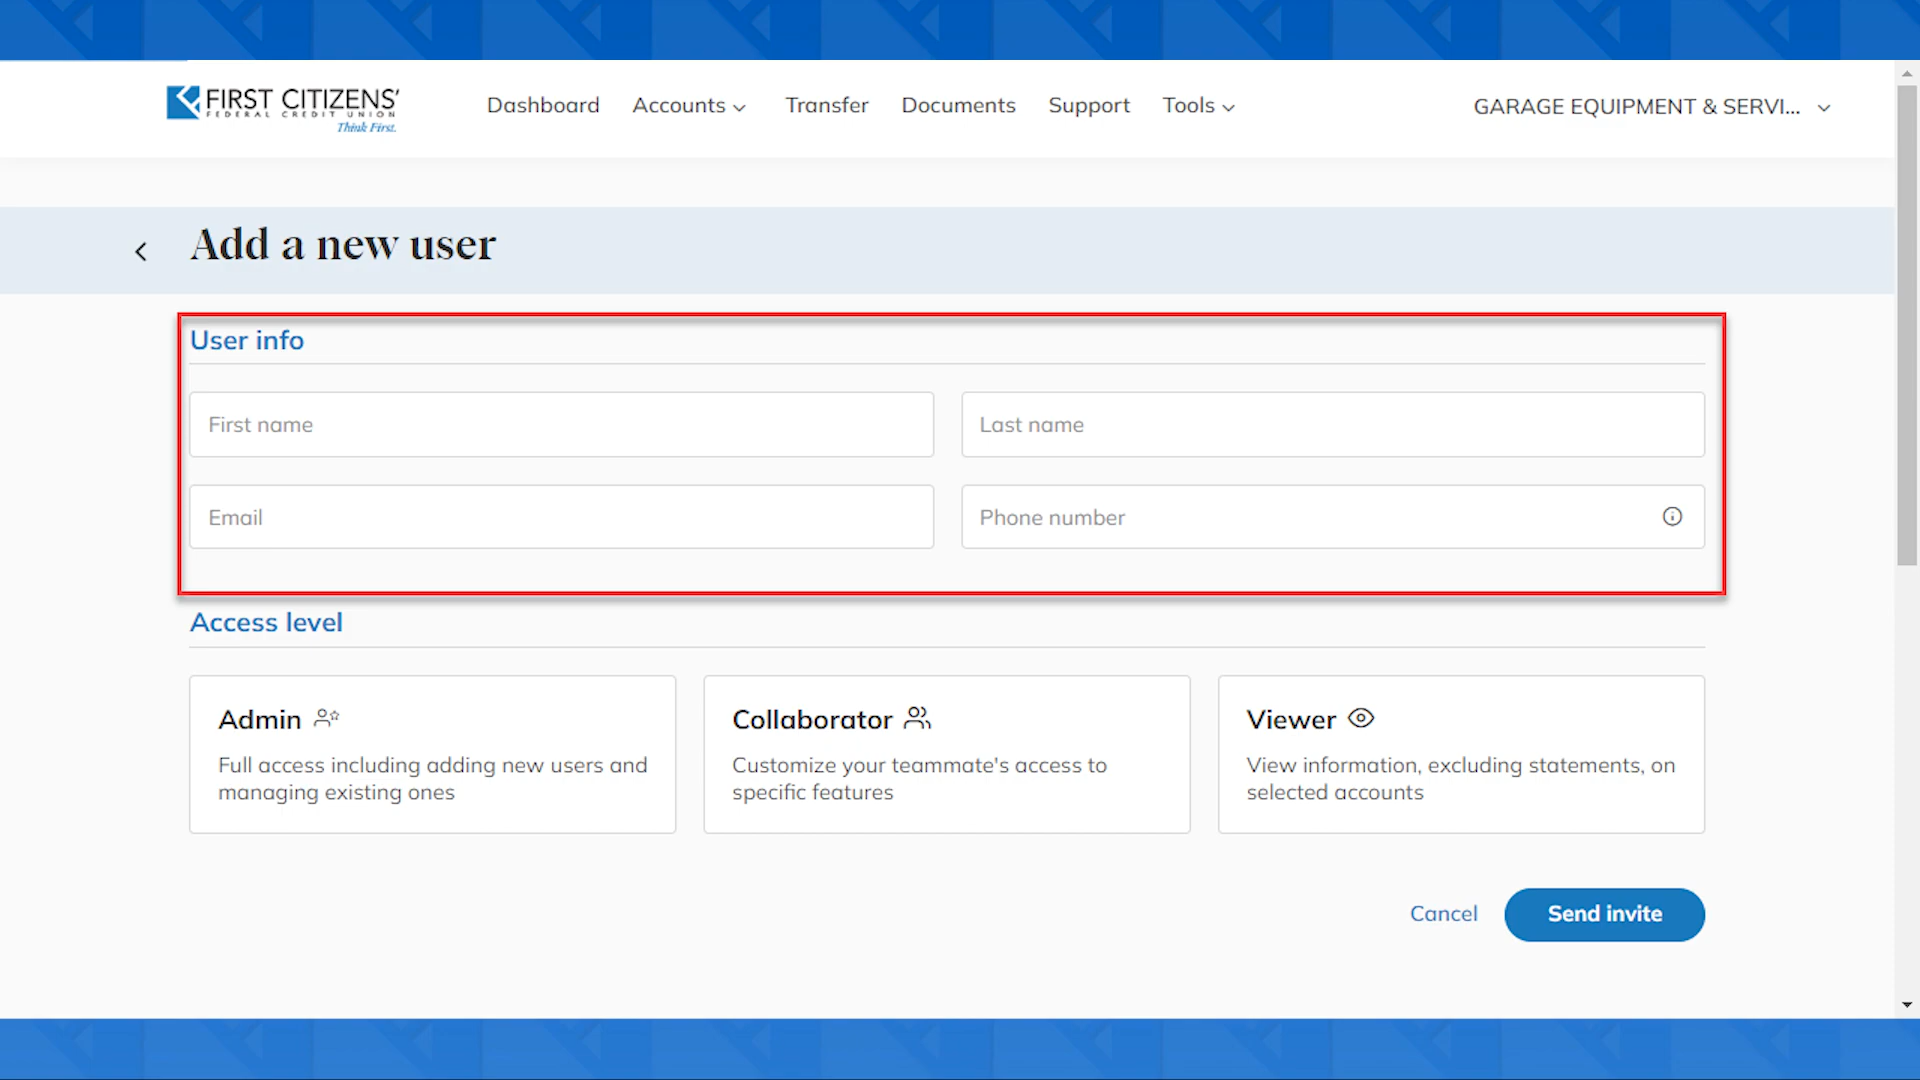 FIRST CITIZENS'
FEDERAL CREDIT UNION
Think First.
Dashboard Accounts Transfer Documents Support Tools GARAGE EQUIPMENT & SERVI...
Add a new user
User info
First name Last name
Email Phone number
Access level
Admin Collaborator Viewer
Full access including adding new users and Customize your teammate's access to View information, excluding statements, on
managing existing ones specific features selected accounts
Cancel Send invite